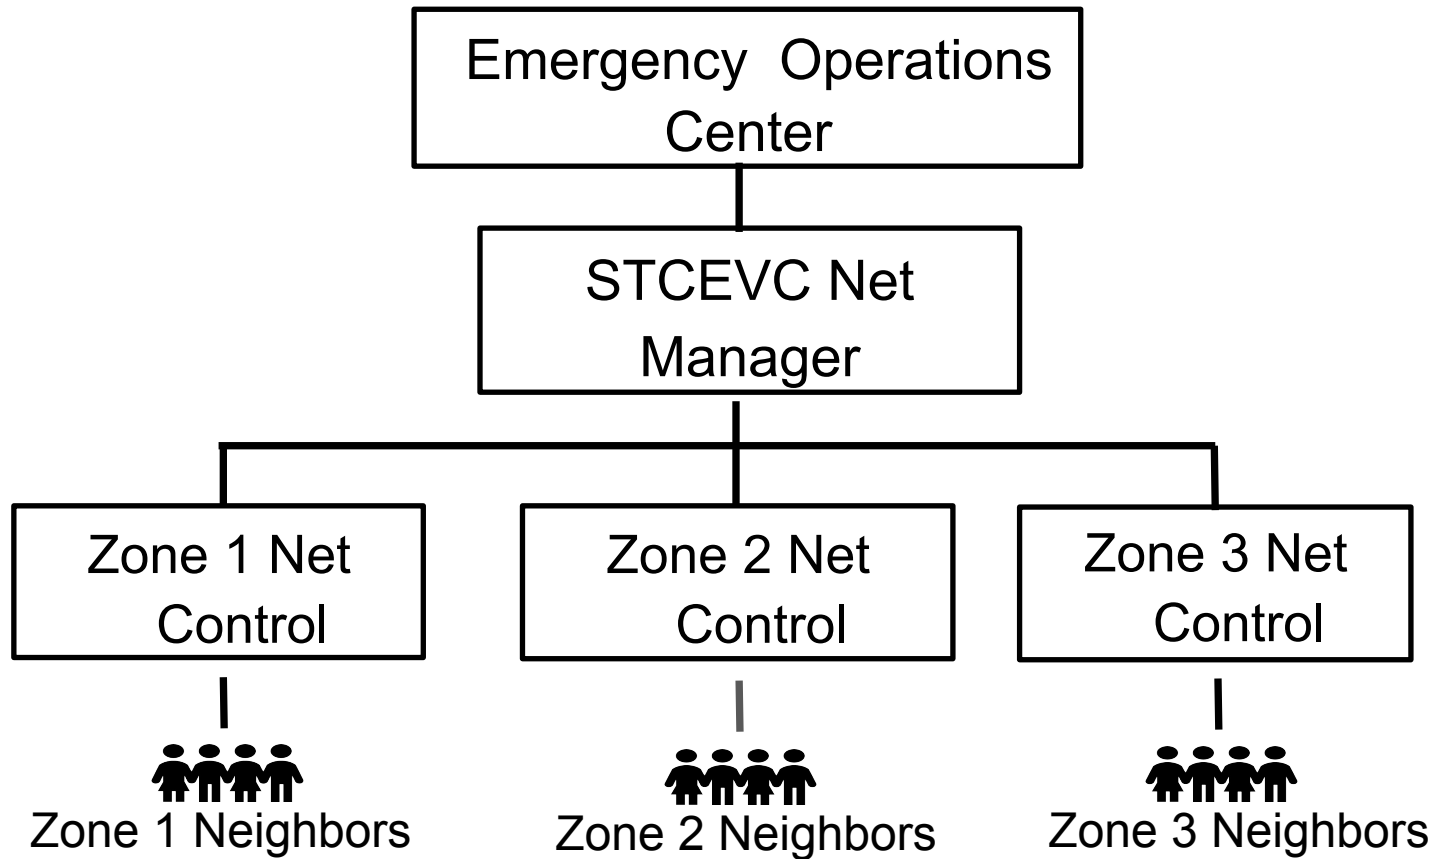 Emergency Operations
Center
STCEVC Net
Manager
Zone 1 Net
Control
Zone 2 Net
Control
Zone 3 Net
Control
Zone 1 Neighbors
Zone 2 Neighbors
Zone 3 Neighbors